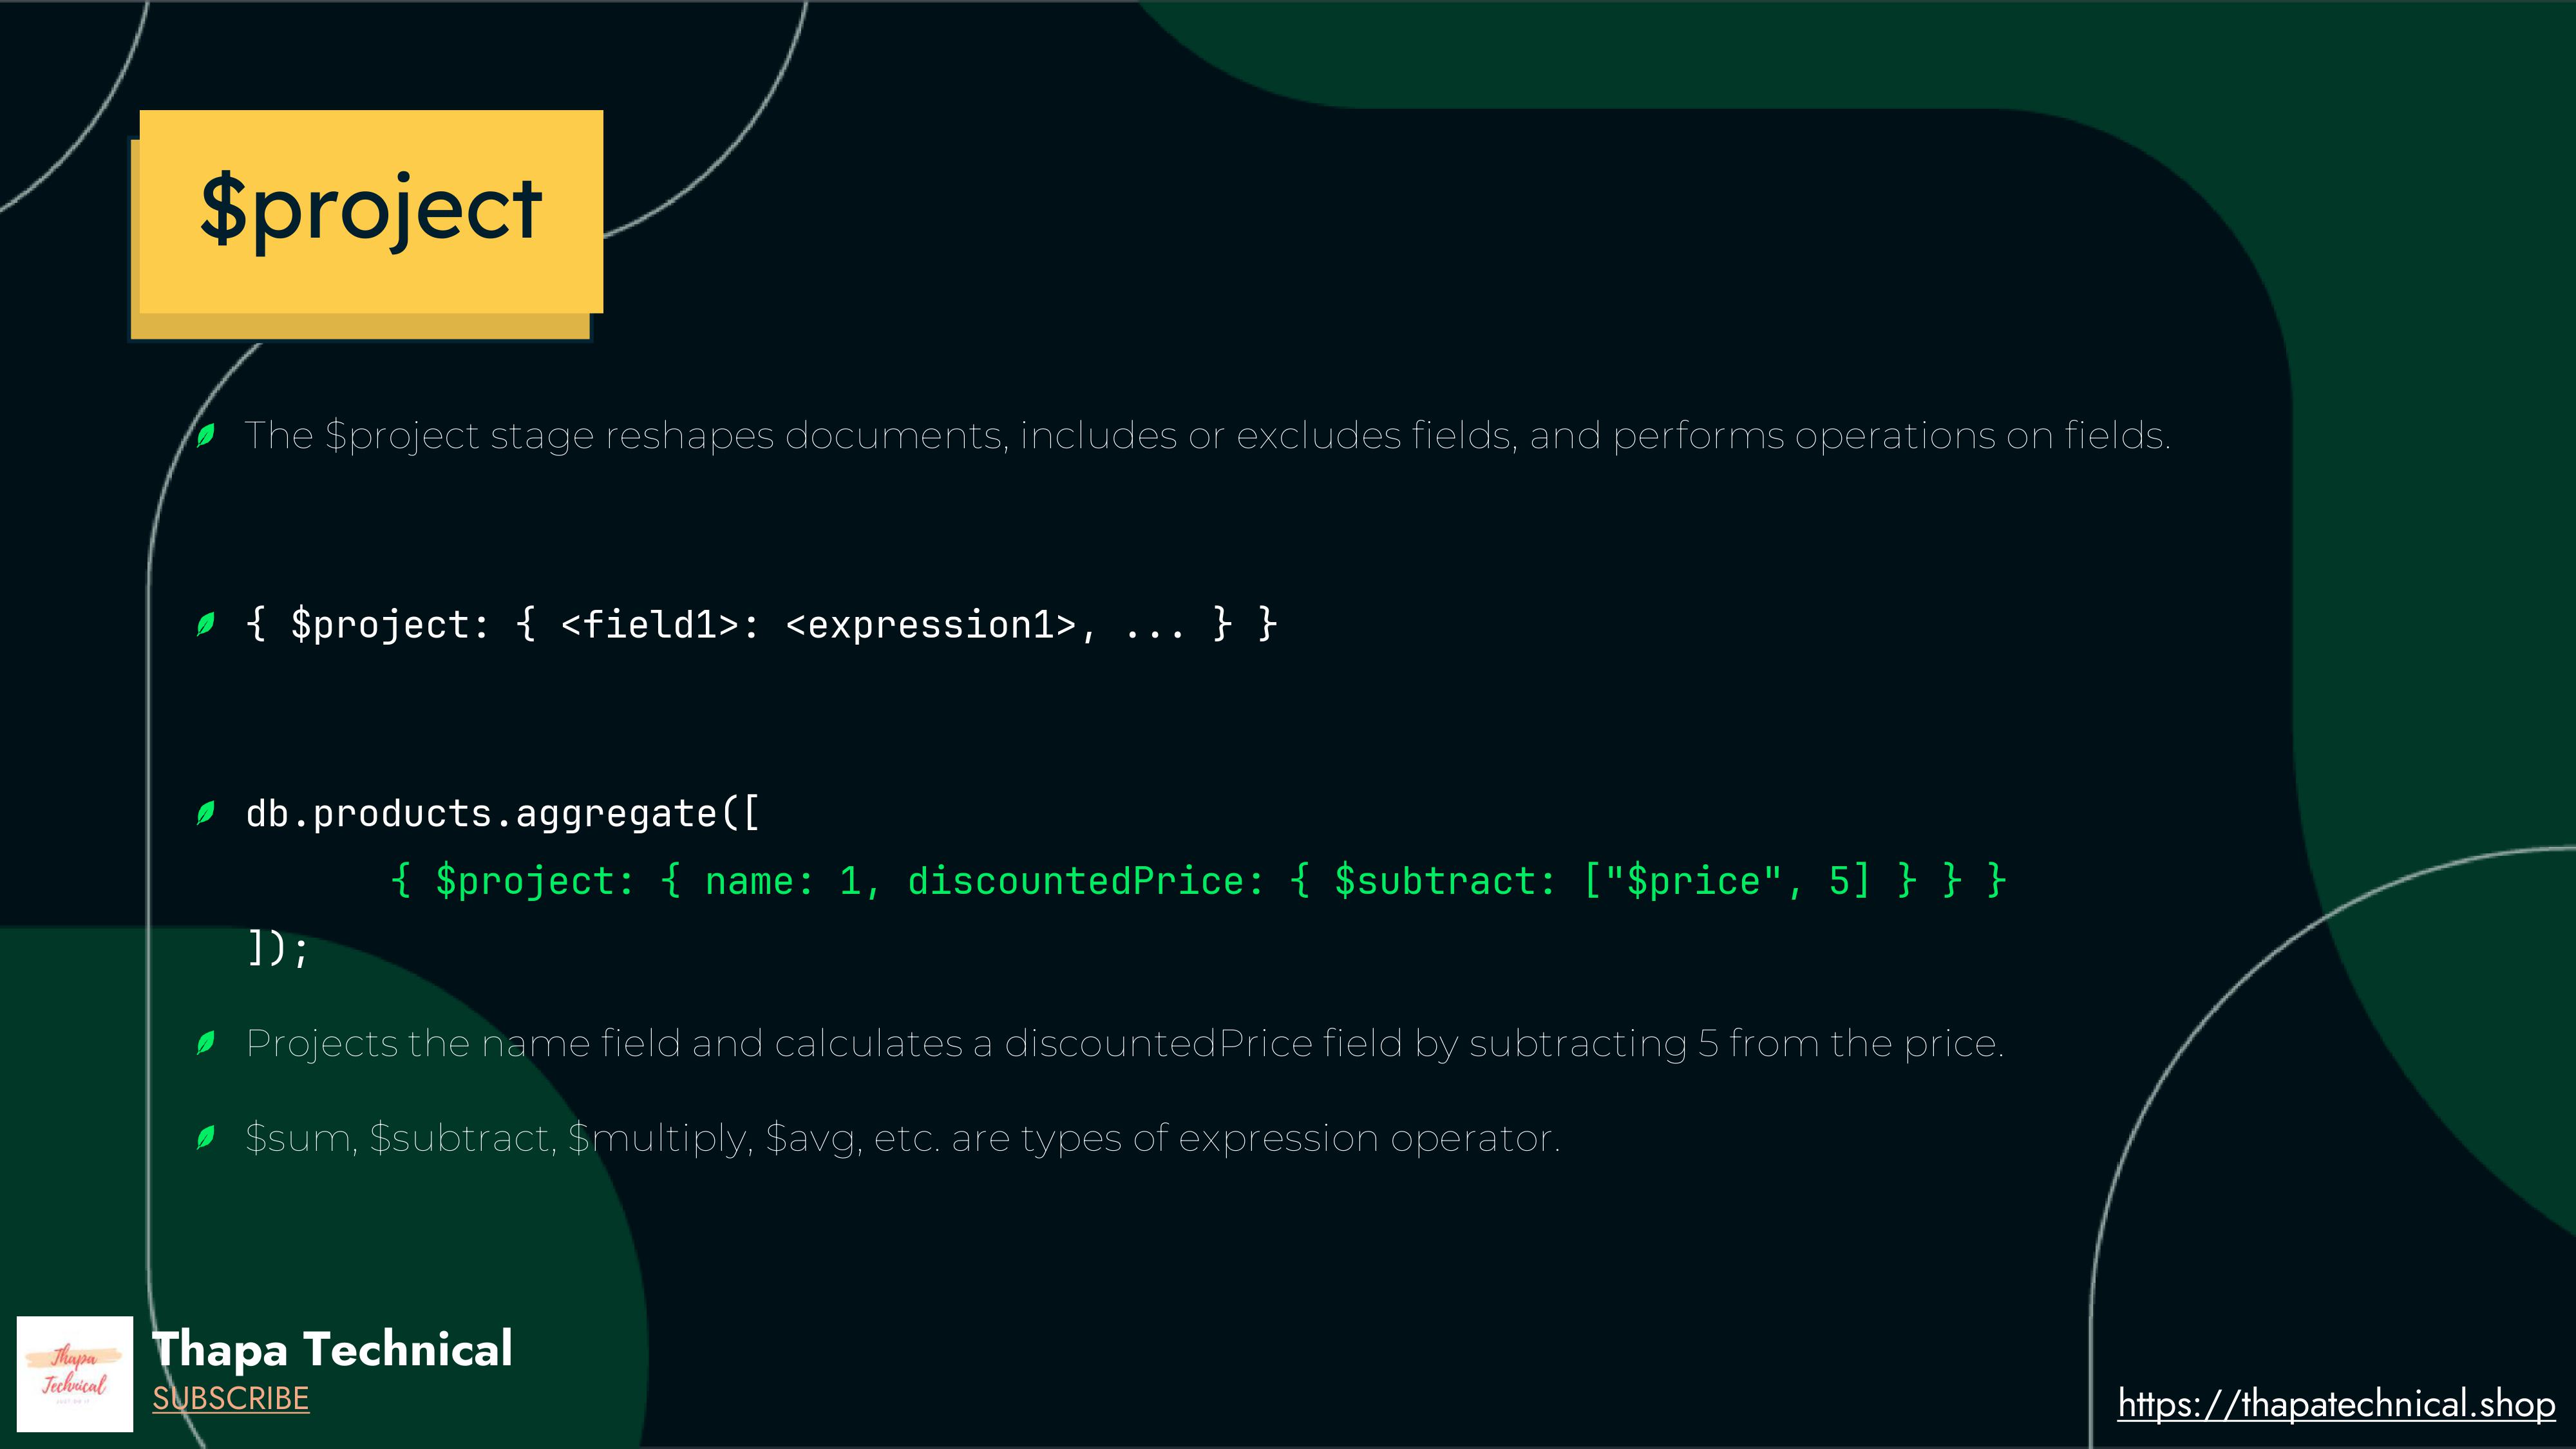 $project
The $project stage reshapes documents, includes or excludes fields, and performs operations on fields.
{ $project: { <field1>: <expression1>, ... } }
db.products.aggregate([
{ $project: { name: 1, discountedPrice: { $subtract: ["$price", 5] } } }
]);
Projects the name field and calculates a discountedPrice field by subtracting 5 from the price.
$sum, $subtract, $multiply, $avg, etc. are types of expression operator.
Thapa
Technical
Thapa Technical
SUBSCRIBE
https://thapatechnical.shop